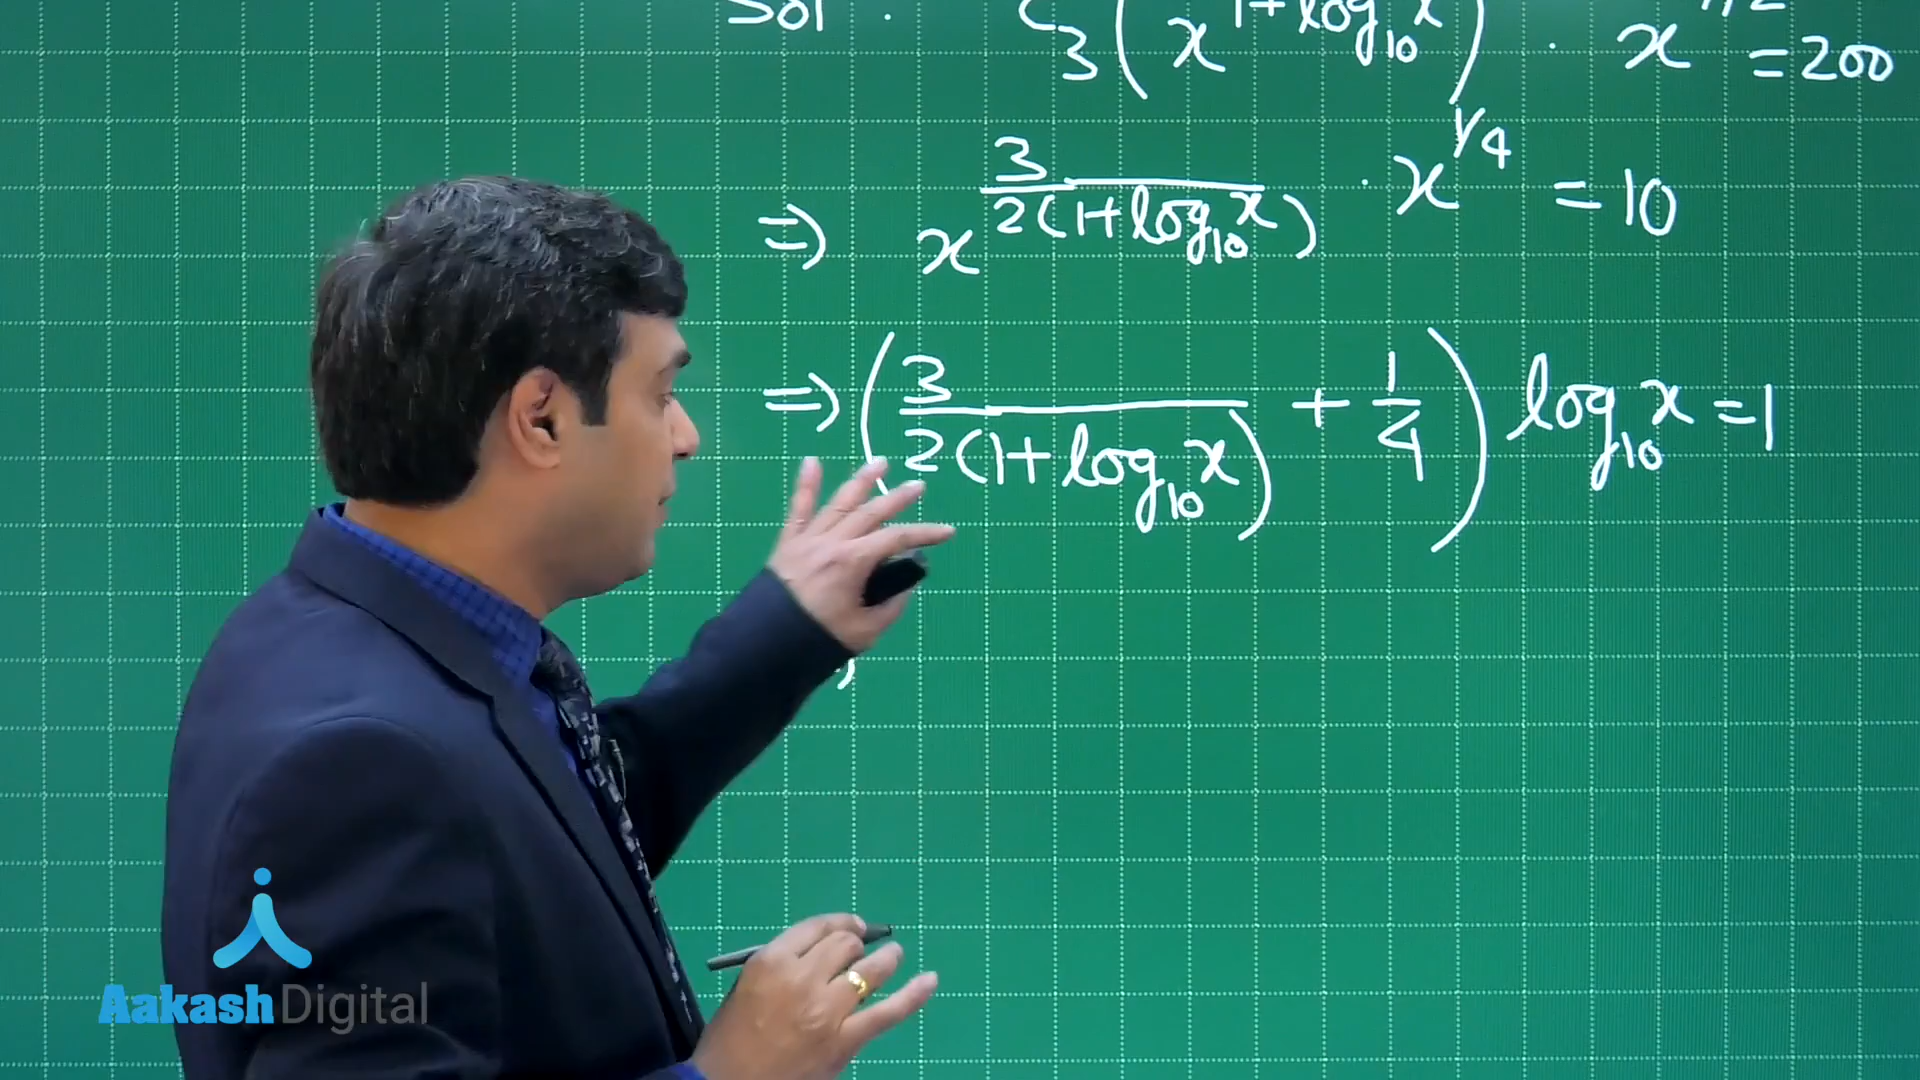 Sol . C₃ (x^(1+log₁₀x)) . x^(1/2) = 200
=> x^(3/(2(1+log₁₀x))) . x^(1/4) = 10
=> (3/(2(1+log₁₀x)) + 1/4) log₁₀x = 1
Aakash Digital